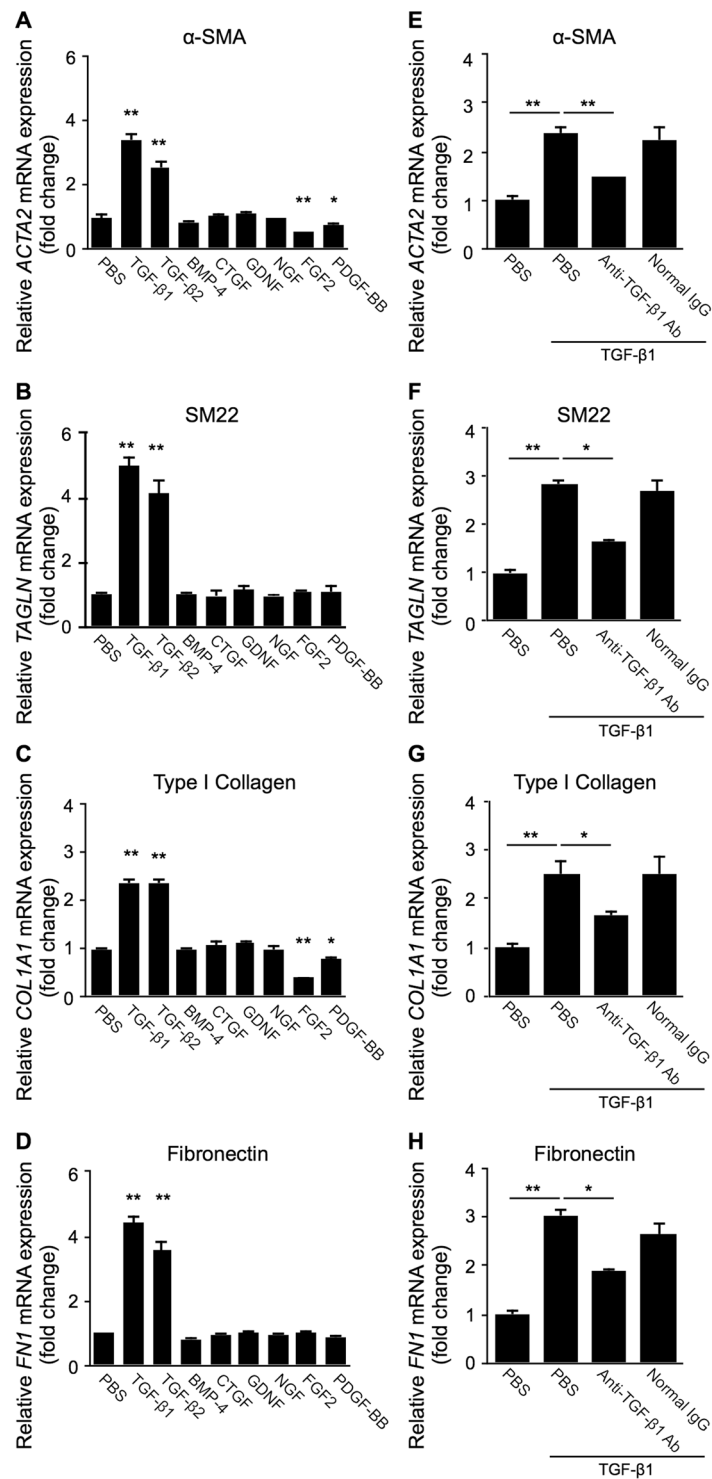 A
α-SMA
Relative ACTA2 mRNA expression
(fold change)
6
4
2
0
**
**
**
*
PBS
TGF-β1
TGF-β2
BMP-4
CTGF
GDNF
NGF
FGF2
PDGF-BB
E
α-SMA
Relative ACTA2 mRNA expression
(fold change)
4
3
2
1
0
**
**
PBS
PBS
Anti-TGF-β1 Ab
Normal IgG
TGF-β1
B
SM22
Relative TAGLN mRNA expression
(fold change)
6
4
2
0
**
**
PBS
TGF-β1
TGF-β2
BMP-4
CTGF
GDNF
NGF
FGF2
PDGF-BB
F
SM22
Relative TAGLN mRNA expression
(fold change)
4
3
2
1
0
**
*
PBS
PBS
Anti-TGF-β1 Ab
Normal IgG
TGF-β1
C
Type I Collagen
Relative COL1A1 mRNA expression
(fold change)
4
3
2
1
0
**
**
**
*
PBS
TGF-β1
TGF-β2
BMP-4
CTGF
GDNF
NGF
FGF2
PDGF-BB
G
Type I Collagen
Relative COL1A1 mRNA expression
(fold change)
4
3
2
1
0
**
*
PBS
PBS
Anti-TGF-β1 Ab
Normal IgG
TGF-β1
D
Fibronectin
Relative FN1 mRNA expression
(fold change)
6
4
2
0
**
**
PBS
TGF-β1
TGF-β2
BMP-4
CTGF
GDNF
NGF
FGF2
PDGF-BB
H
Fibronectin
Relative FN1 mRNA expression
(fold change)
4
3
2
1
0
**
*
PBS
PBS
Anti-TGF-β1 Ab
Normal IgG
TGF-β1